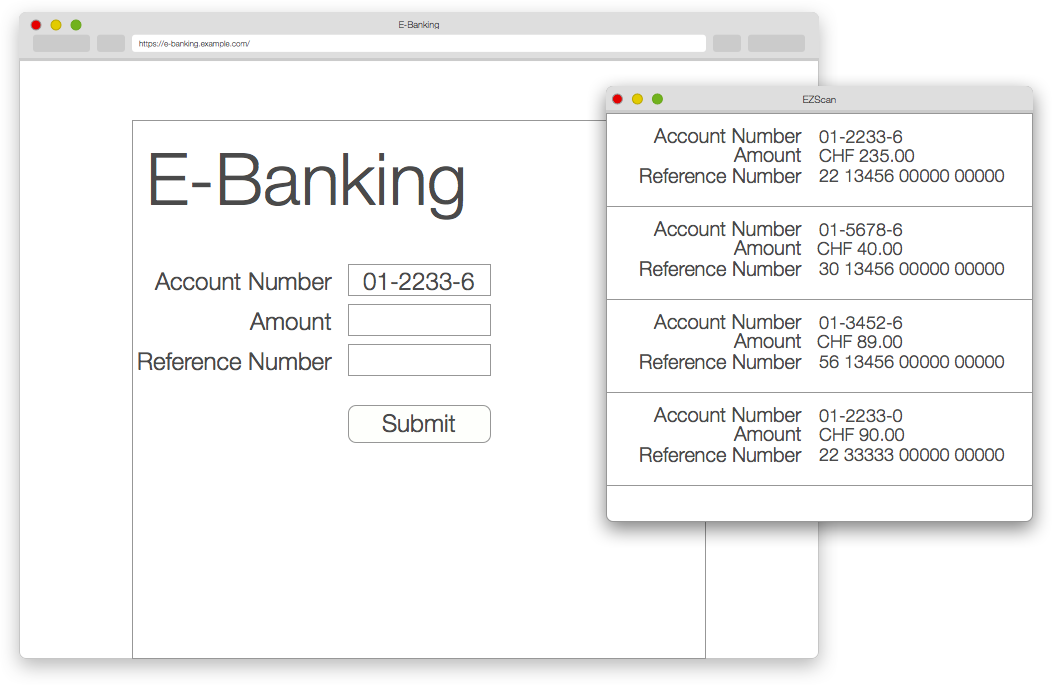 E-Banking
https://e-banking.example.com/
E-Banking
Account Number 01-2233-6
Amount
Reference Number
Submit
EZScan
Account Number 01-2233-6
Amount CHF 235.00
Reference Number 22 13456 00000 00000
Account Number 01-5678-6
Amount CHF 40.00
Reference Number 30 13456 00000 00000
Account Number 01-3452-6
Amount CHF 89.00
Reference Number 56 13456 00000 00000
Account Number 01-2233-0
Amount CHF 90.00
Reference Number 22 33333 00000 00000